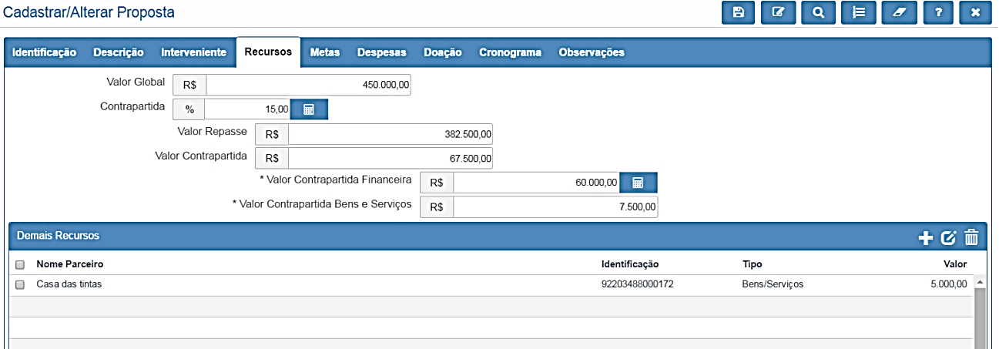 Cadastrar/Alterar Proposta
?
Identificação Descrição Interveniente Recursos Metas Despesas Doação Cronograma Observações
Valor Global R$ 450.000,00
Contrapartida % 15,00
Valor Repasse R$ 382.500,00
Valor Contrapartida R$ 67.500,00
* Valor Contrapartida Financeira R$ 60.000,00
* Valor Contrapartida Bens e Serviços R$ 7.500,00
Demais Recursos
Nome Parceiro Identificação Tipo Valor
Casa das tintas 92203488000172 Bens/Serviços 5.000,00